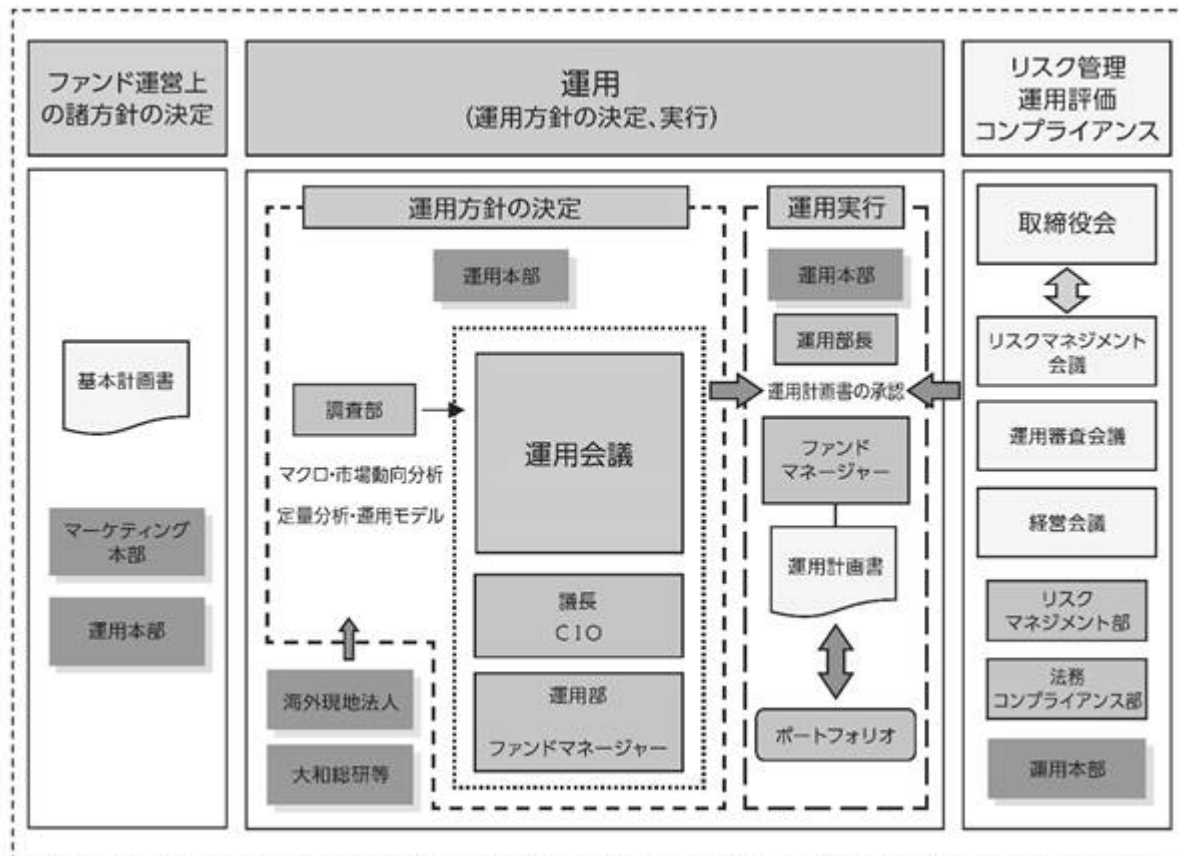 ファンド運営上
の諸方針の決定
運用
(運用方針の決定、実行)
リスク管理
運用評価
コンプライアンス
基本計画書
マーケティング
本部
運用本部
運用方針の決定
運用本部
調査部
マクロ・市場動向分析
定量分析・運用モデル
運用会議
議長
CIO
運用部
ファンドマネージャー
海外現地法人
大和総研等
運用実行
運用本部
運用部長
運用計画書の承認
ファンド
マネージャー
運用計画書
ポートフォリオ
取締役会
リスクマネジメント
会議
運用審査会議
経営会議
リスク
マネジメント部
法務
コンプライアンス部
運用本部